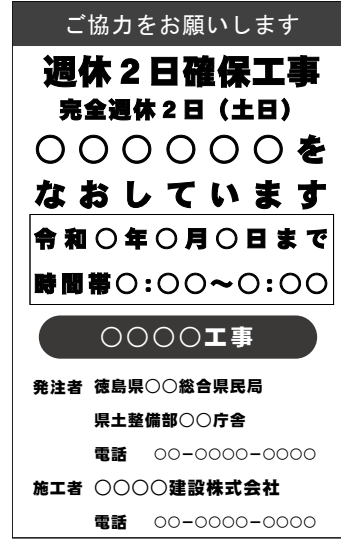 ご協力をお願いします
週休２日確保工事
完全週休２日（土日）
○○○○○○を
なおしています
令和○年○月○日まで
時間帯○:○○～○:○○
○○○○工事
発注者 徳島県○○総合県民局
県土整備部○○庁舎
電話 ○○−○○○○−○○○○
施工者 ○○○○建設株式会社
電話 ○○−○○○○−○○○○